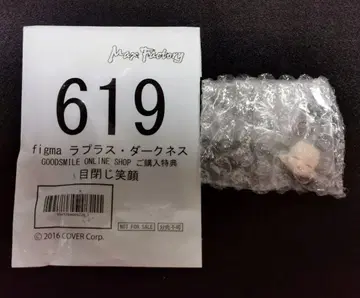 Max Factory
619
figma ラプラス・ダークネス
GOODSMILE ONLINE SHOP ご購入特典
目閉じ笑顔
© 2016 COVER Corp.
NOT FOR SALE